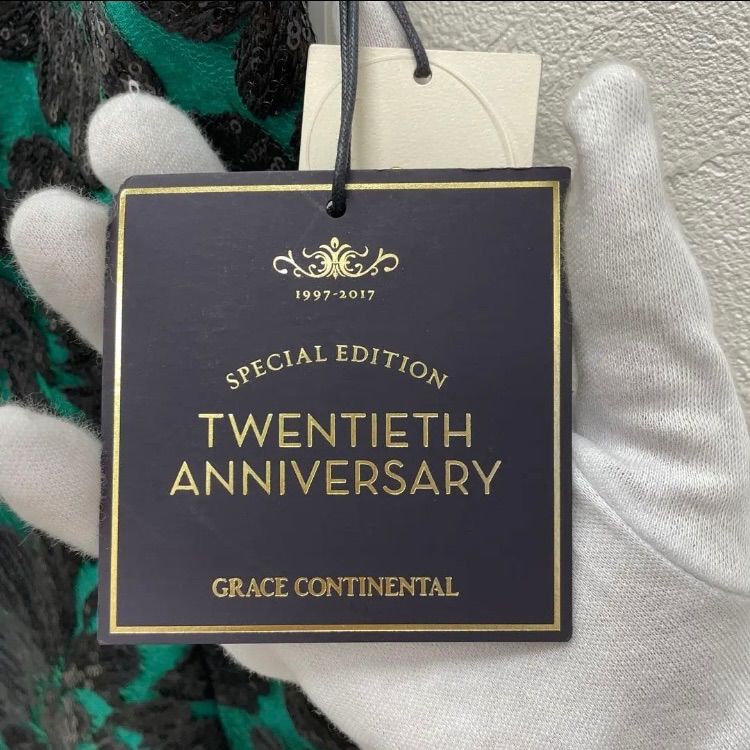 1997-2017
SPECIAL EDITION
TWENTIETH
ANNIVERSARY
GRACE CONTINENTAL